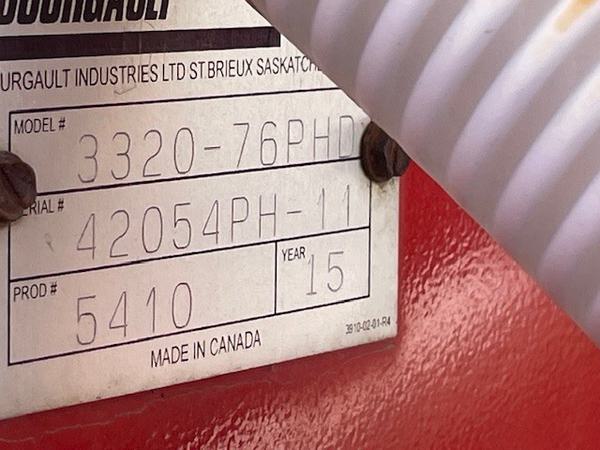 BOURGAULT
URGAULT INDUSTRIES LTD ST.BRIEUX SASKATCH
MODEL # 3320-76PHD
ERIAL # 42054PH-11
PROD # 5410 YEAR 15
MADE IN CANADA 3910-02-01-R4